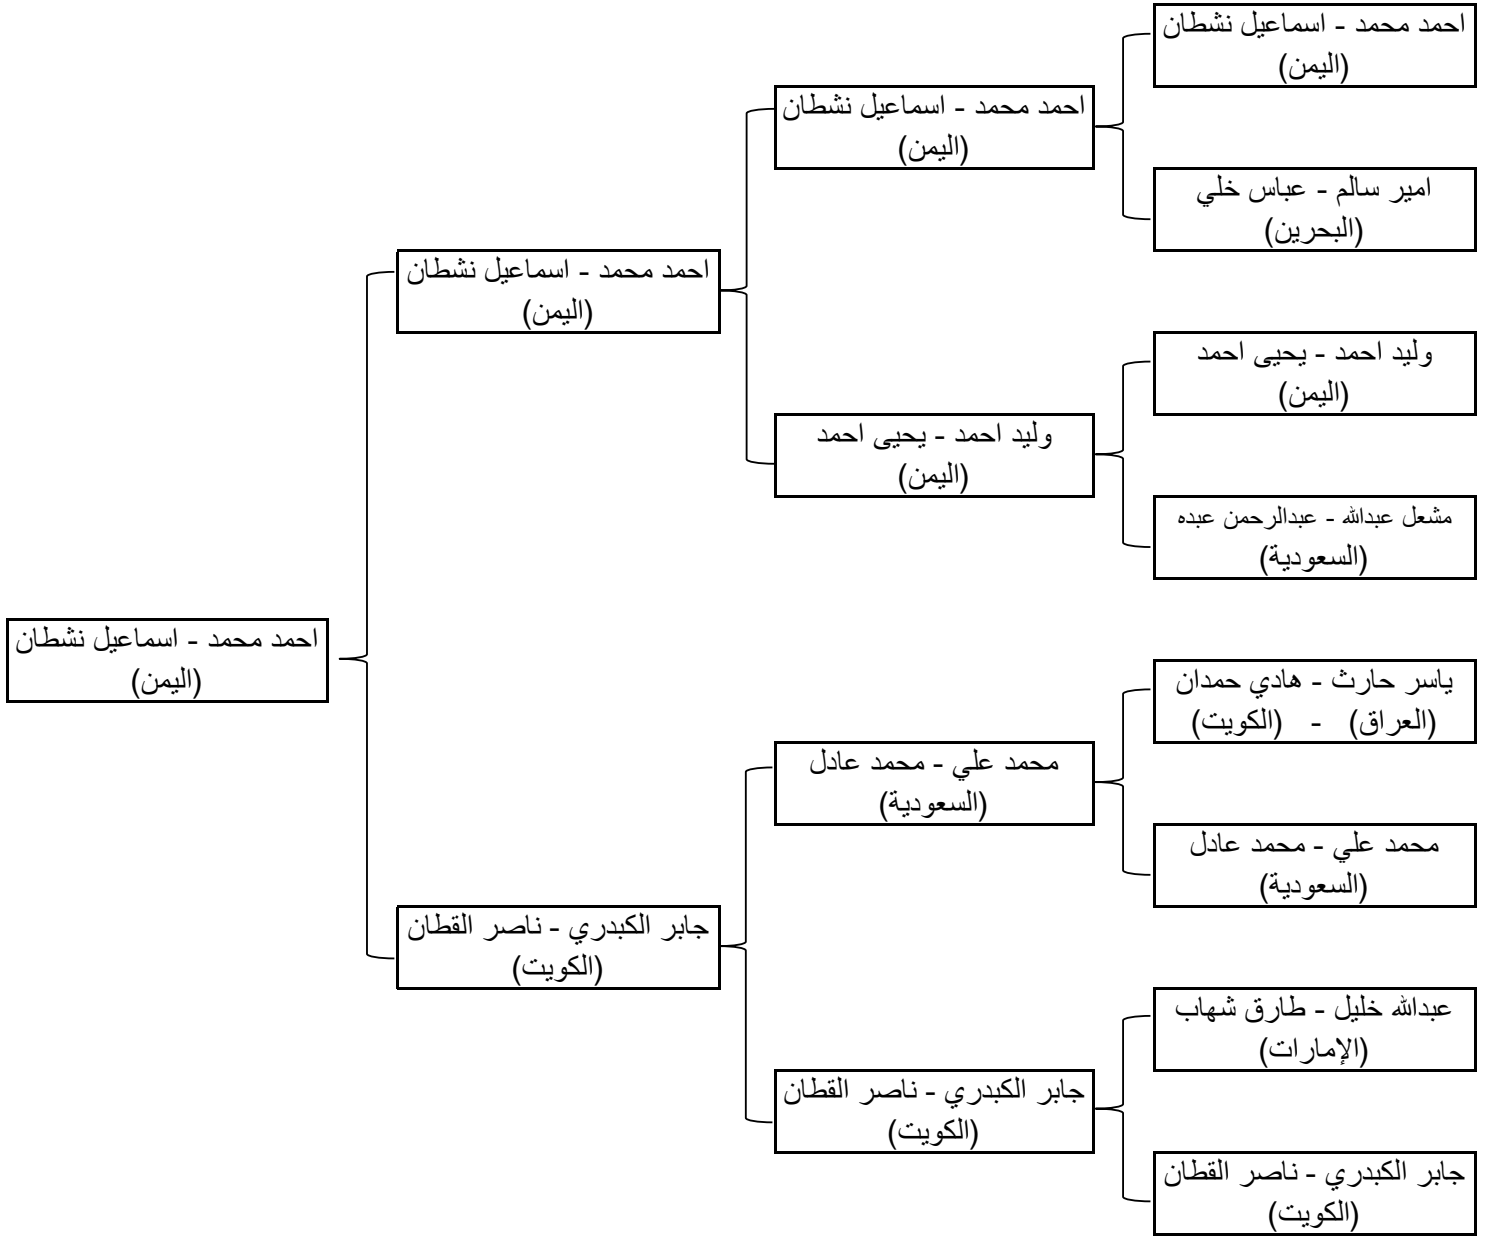 احمد محمد - اسماعيل نشطان
(اليمن)
امير سالم - عباس خلي
(البحرين)
وليد احمد - يحيى احمد
(اليمن)
مشعل عبدالله - عبدالرحمن عبده
(السعودية)
ياسر حارث - هادي حمدان
(العراق) - (الكويت)
محمد علي - محمد عادل
(السعودية)
عبدالله خليل - طارق شهاب
(الإمارات)
جابر الكبدري - ناصر القطان
(الكويت)
احمد محمد - اسماعيل نشطان
(اليمن)
وليد احمد - يحيى احمد
(اليمن)
محمد علي - محمد عادل
(السعودية)
جابر الكبدري - ناصر القطان
(الكويت)
احمد محمد - اسماعيل نشطان
(اليمن)
جابر الكبدري - ناصر القطان
(الكويت)
احمد محمد - اسماعيل نشطان
(اليمن)